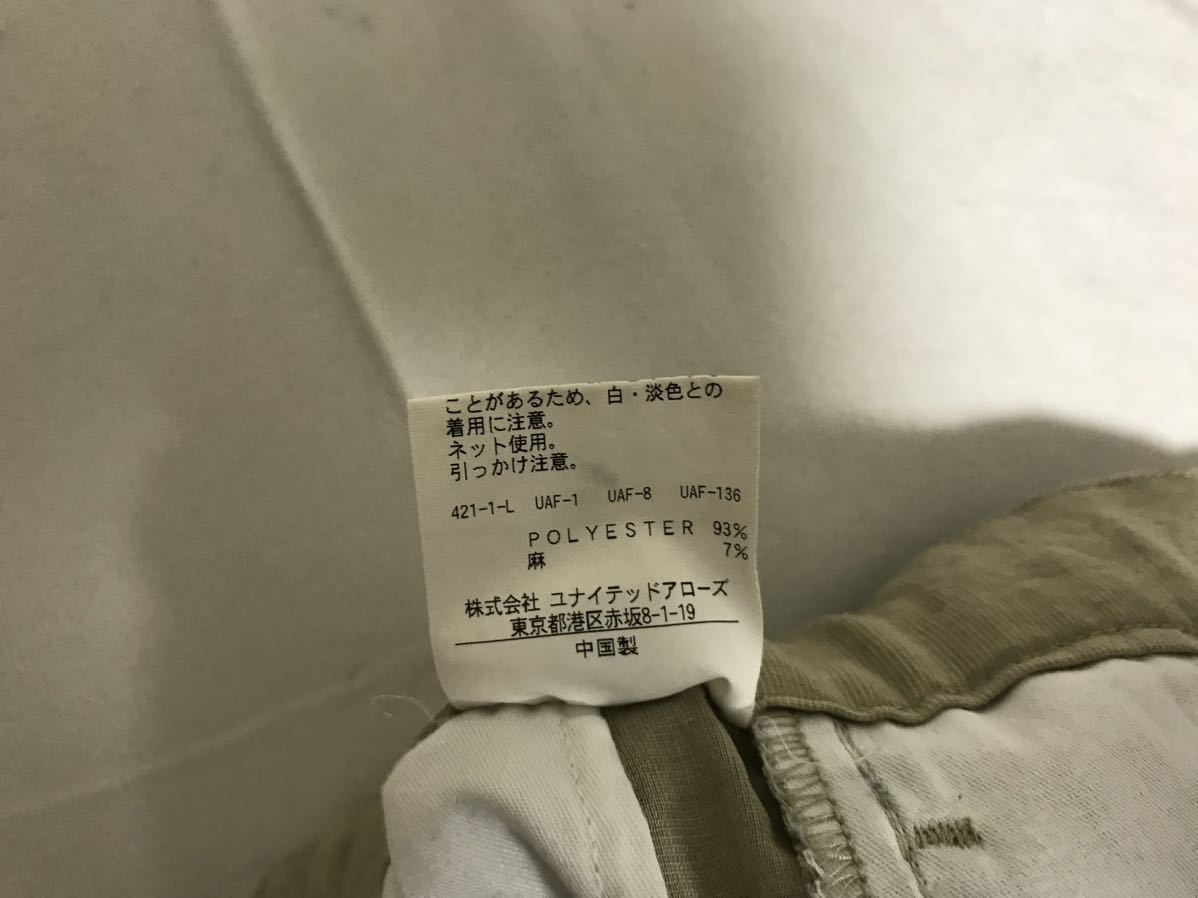 ことがあるため、白・淡色との
着用に注意。
ネット使用。
引っかけ注意。
421-1-L UAF-1 UAF-8 UAF-136
POLYESTER 93%
麻 7%
株式会社 ユナイテッドアローズ
東京都港区赤坂8-1-19
中国製